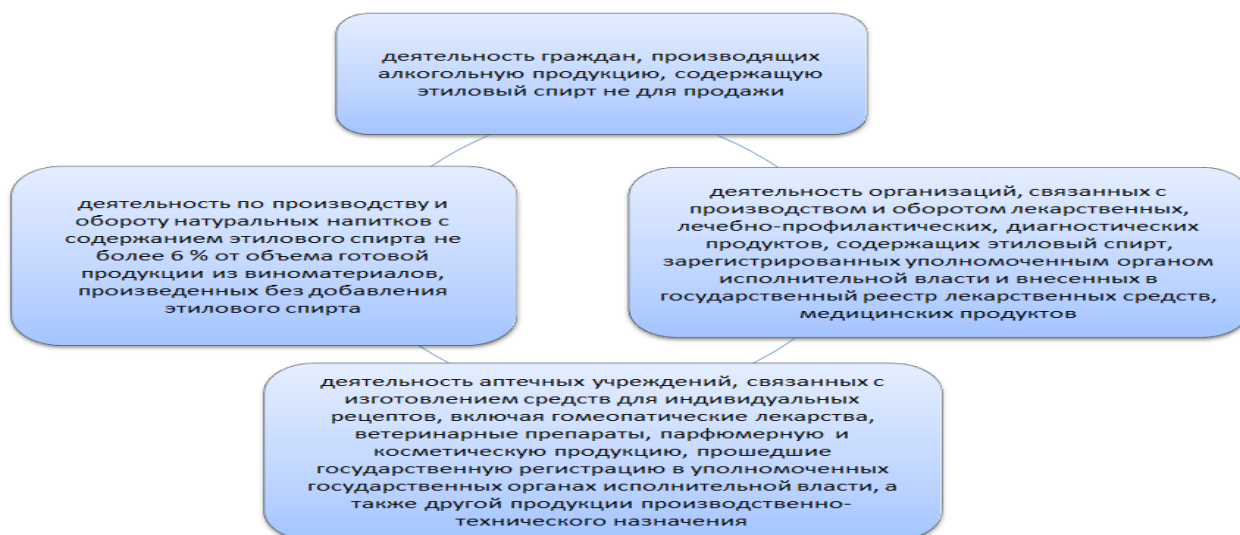 деятельность граждан, производящих
алкогольную продукцию, содержащую
этиловый спирт не для продажи
деятельность по производству и
обороту натуральных напитков с
содержанием этилового спирта не
более 6 % от объема готовой
продукции из виноматериалов,
произведенных без добавления
этилового спирта
деятельность организаций, связанных с
производством и оборотом лекарственных,
лечебно-профилактических, диагностических
продуктов, содержащих этиловый спирт,
зарегистрированных уполномоченным органом
исполнительной власти и внесенных в
государственный реестр лекарственных средств,
медицинских продуктов
деятельность аптечных учреждений, связанных с
изготовлением средств для индивидуальных
рецептов, включая гомеопатические лекарства,
ветеринарные препараты, парфюмерную и
косметическую продукцию, прошедшие
государственную регистрацию в уполномоченных
государственных органах исполнительной власти, а
также другой продукции производственно-
технического назначения